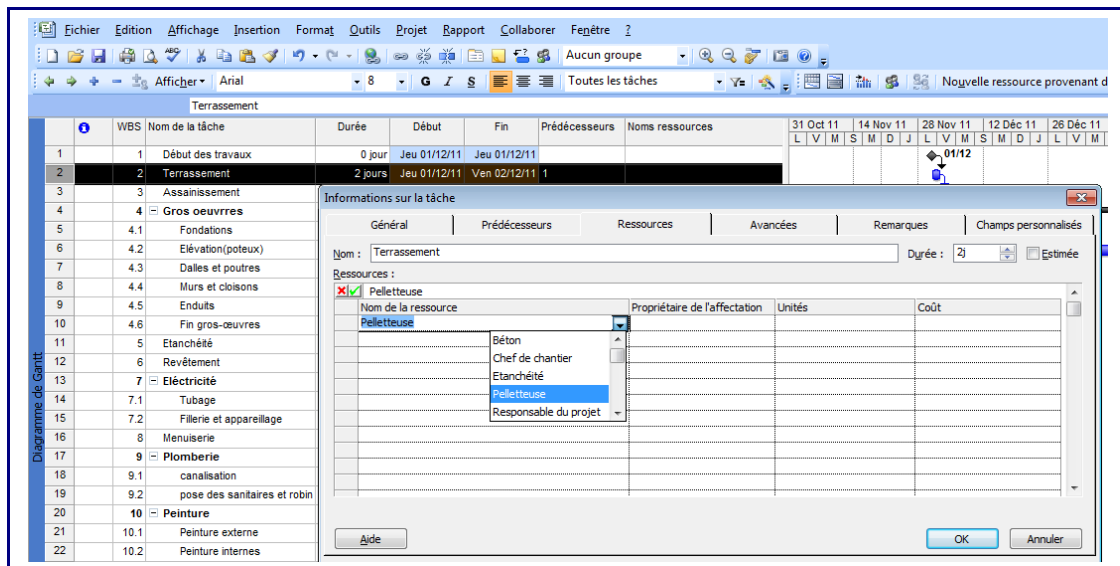 Fichier Edition Affichage Insertion Format Outils Projet Rapport Collaborer Fenêtre ?
Aucun groupe
Afficher Arial 8 G I S Toutes les tâches Nouvelle ressource provenant d
Terrassement
WBS Nom de la tâche Durée Début Fin Prédécesseurs Noms ressources 31 Oct 11 14 Nov 11 28 Nov 11 12 Déc 11 26 Déc 11
L V M S M D J L V M S M D J L V M
1 1 Début des travaux 0 jour Jeu 01/12/11 Jeu 01/12/11 01/12
2 2 Terrassement 2 jours Jeu 01/12/11 Ven 02/12/11 1
3 3 Assainissement
4 4 Gros oeuvrres
5 4.1 Fondations
6 4.2 Elévation(poteux)
7 4.3 Dalles et poutres
8 4.4 Murs et cloisons
9 4.5 Enduits
10 4.6 Fin gros-œuvres
11 5 Etanchéité
12 6 Revêtement
13 7 Eléctricité
14 7.1 Tubage
15 7.2 Fillerie et appareillage
16 8 Menuiserie
17 9 Plomberie
18 9.1 canalisation
19 9.2 pose des sanitaires et robin
20 10 Peinture
21 10.1 Peinture externe
22 10.2 Peinture internes
Diagramme de Gantt
Informations sur la tâche
Général Prédécesseurs Ressources Avancées Remarques Champs personnalisés
Nom : Terrassement Durée : 2j Estimée
Ressources :
Pelletteuse
Nom de la ressource Propriétaire de l'affectation Unités Coût
Pelletteuse
Béton
Chef de chantier
Etanchéité
Pelletteuse
Responsable du projet
Aide OK Annuler